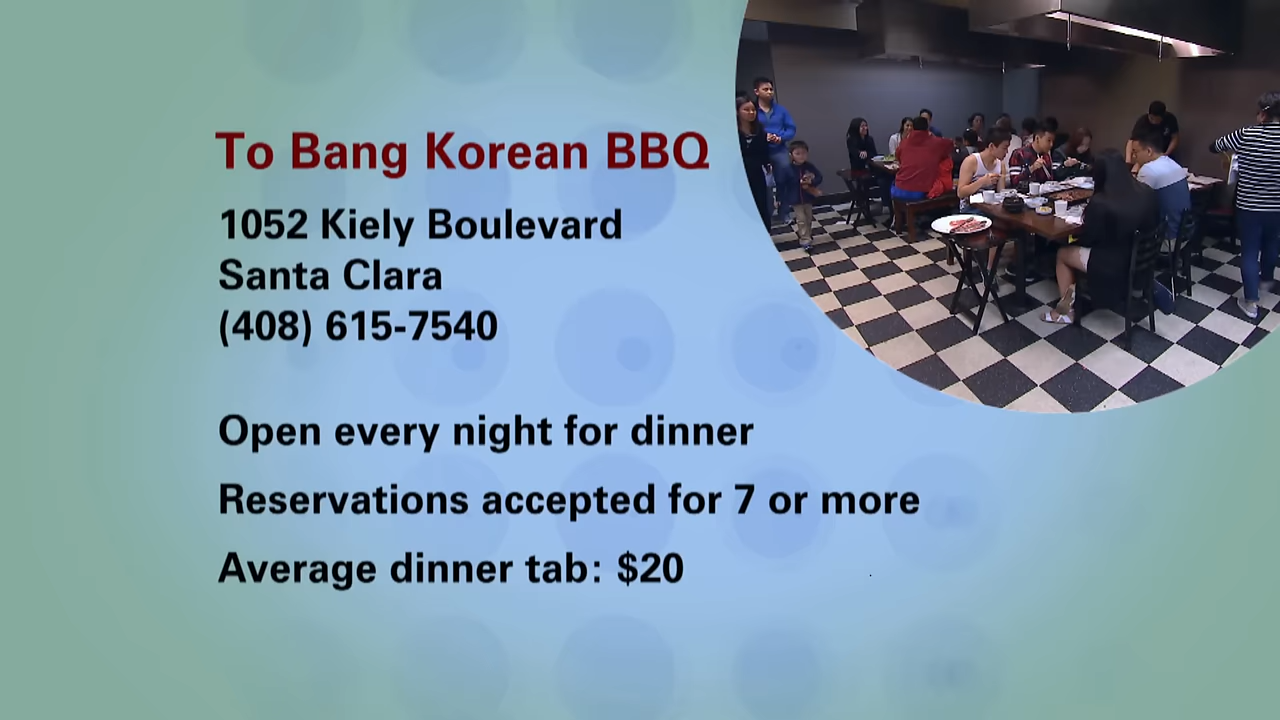 To Bang Korean BBQ
1052 Kiely Boulevard
Santa Clara
(408) 615-7540
Open every night for dinner
Reservations accepted for 7 or more
Average dinner tab: $20